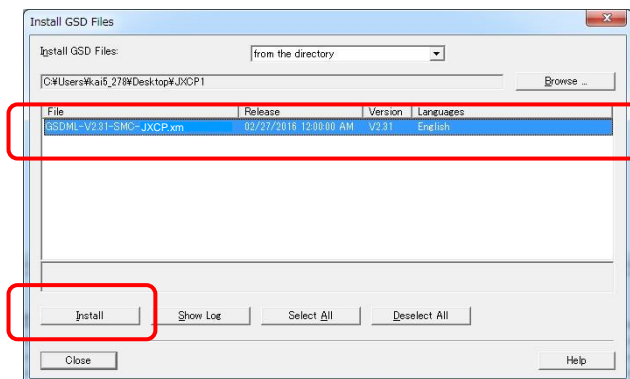 Install GSD Files
Install GSD Files:
from the directory
C:¥Users¥kai5_278¥Desktop¥JXCP1
Browse ...
File Release Version Languages
GSDML-V2.31-SMC-JXCP.xm 02/27/2016 12:00:00 AM V2.31 English
Install Show Log Select All Deselect All
Close Help